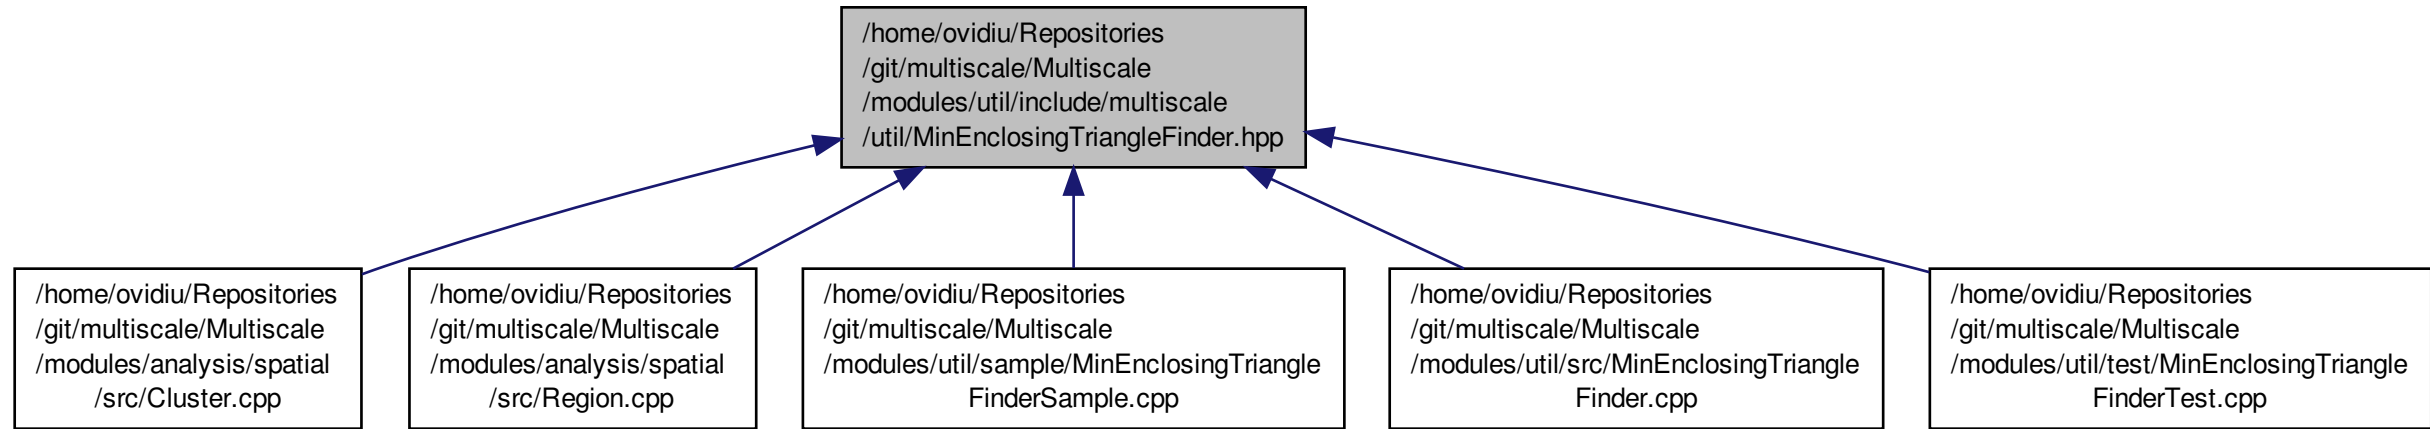 /home/ovidiu/Repositories
/git/multiscale/Multiscale
/modules/util/include/multiscale
/util/MinEnclosingTriangleFinder.hpp
/home/ovidiu/Repositories
/git/multiscale/Multiscale
/modules/analysis/spatial
/src/Cluster.cpp
/home/ovidiu/Repositories
/git/multiscale/Multiscale
/modules/analysis/spatial
/src/Region.cpp
/home/ovidiu/Repositories
/git/multiscale/Multiscale
/modules/util/sample/MinEnclosingTriangle
FinderSample.cpp
/home/ovidiu/Repositories
/git/multiscale/Multiscale
/modules/util/src/MinEnclosingTriangle
Finder.cpp
/home/ovidiu/Repositories
/git/multiscale/Multiscale
/modules/util/test/MinEnclosingTriangle
FinderTest.cpp